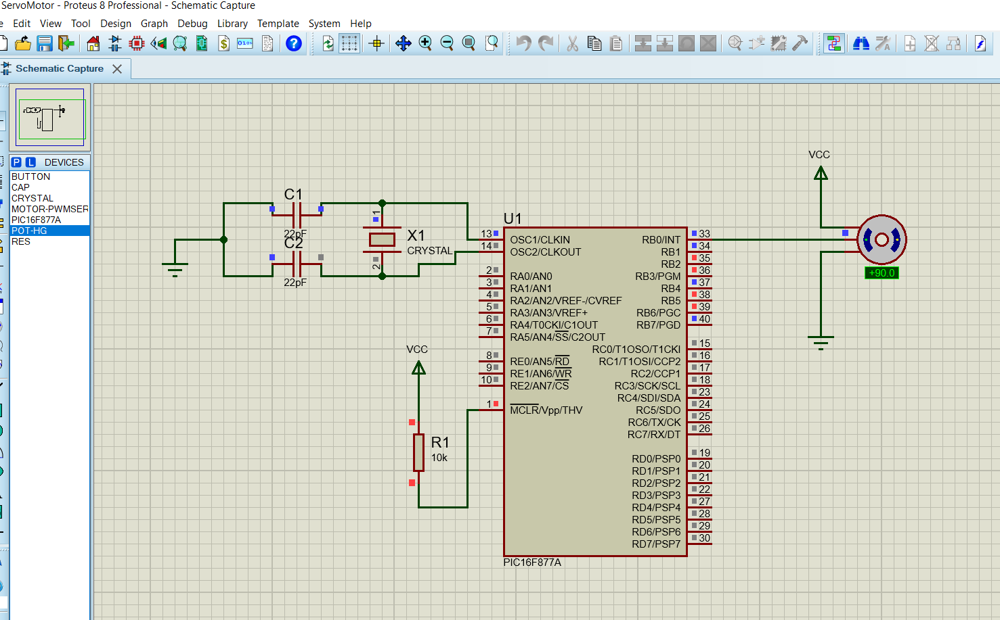 ServoMotor - Proteus 8 Professional - Schematic Capture
Edit View Tool Design Graph Debug Library Template System Help
Schematic Capture
P L DEVICES
BUTTON
CAP
CRYSTAL
MOTOR-PWMSER
PIC16F877A
POT-HG
RES
C1
22pF
C2
22pF
1
X1
CRYSTAL
2
VCC
R1
10k
U1
13 OSC1/CLKIN
14 OSC2/CLKOUT
2 RA0/AN0
3 RA1/AN1
4 RA2/AN2/VREF-/CVREF
5 RA3/AN3/VREF+
6 RA4/T0CKI/C1OUT
7 RA5/AN4/SS/C2OUT
8 RE0/AN5/RD
9 RE1/AN6/WR
10 RE2/AN7/CS
1 MCLR/Vpp/THV
RB0/INT 33
RB1 34
RB2 35
RB3/PGM 36
RB4 37
RB5 38
RB6/PGC 39
RB7/PGD 40
RC0/T1OSO/T1CKI 15
RC1/T1OSI/CCP2 16
RC2/CCP1 17
RC3/SCK/SCL 18
RC4/SDI/SDA 23
RC5/SDO 24
RC6/TX/CK 25
RC7/RX/DT 26
RD0/PSP0 19
RD1/PSP1 20
RD2/PSP2 21
RD3/PSP3 22
RD4/PSP4 27
RD5/PSP5 28
RD6/PSP6 29
RD7/PSP7 30
PIC16F877A
VCC
+90.0